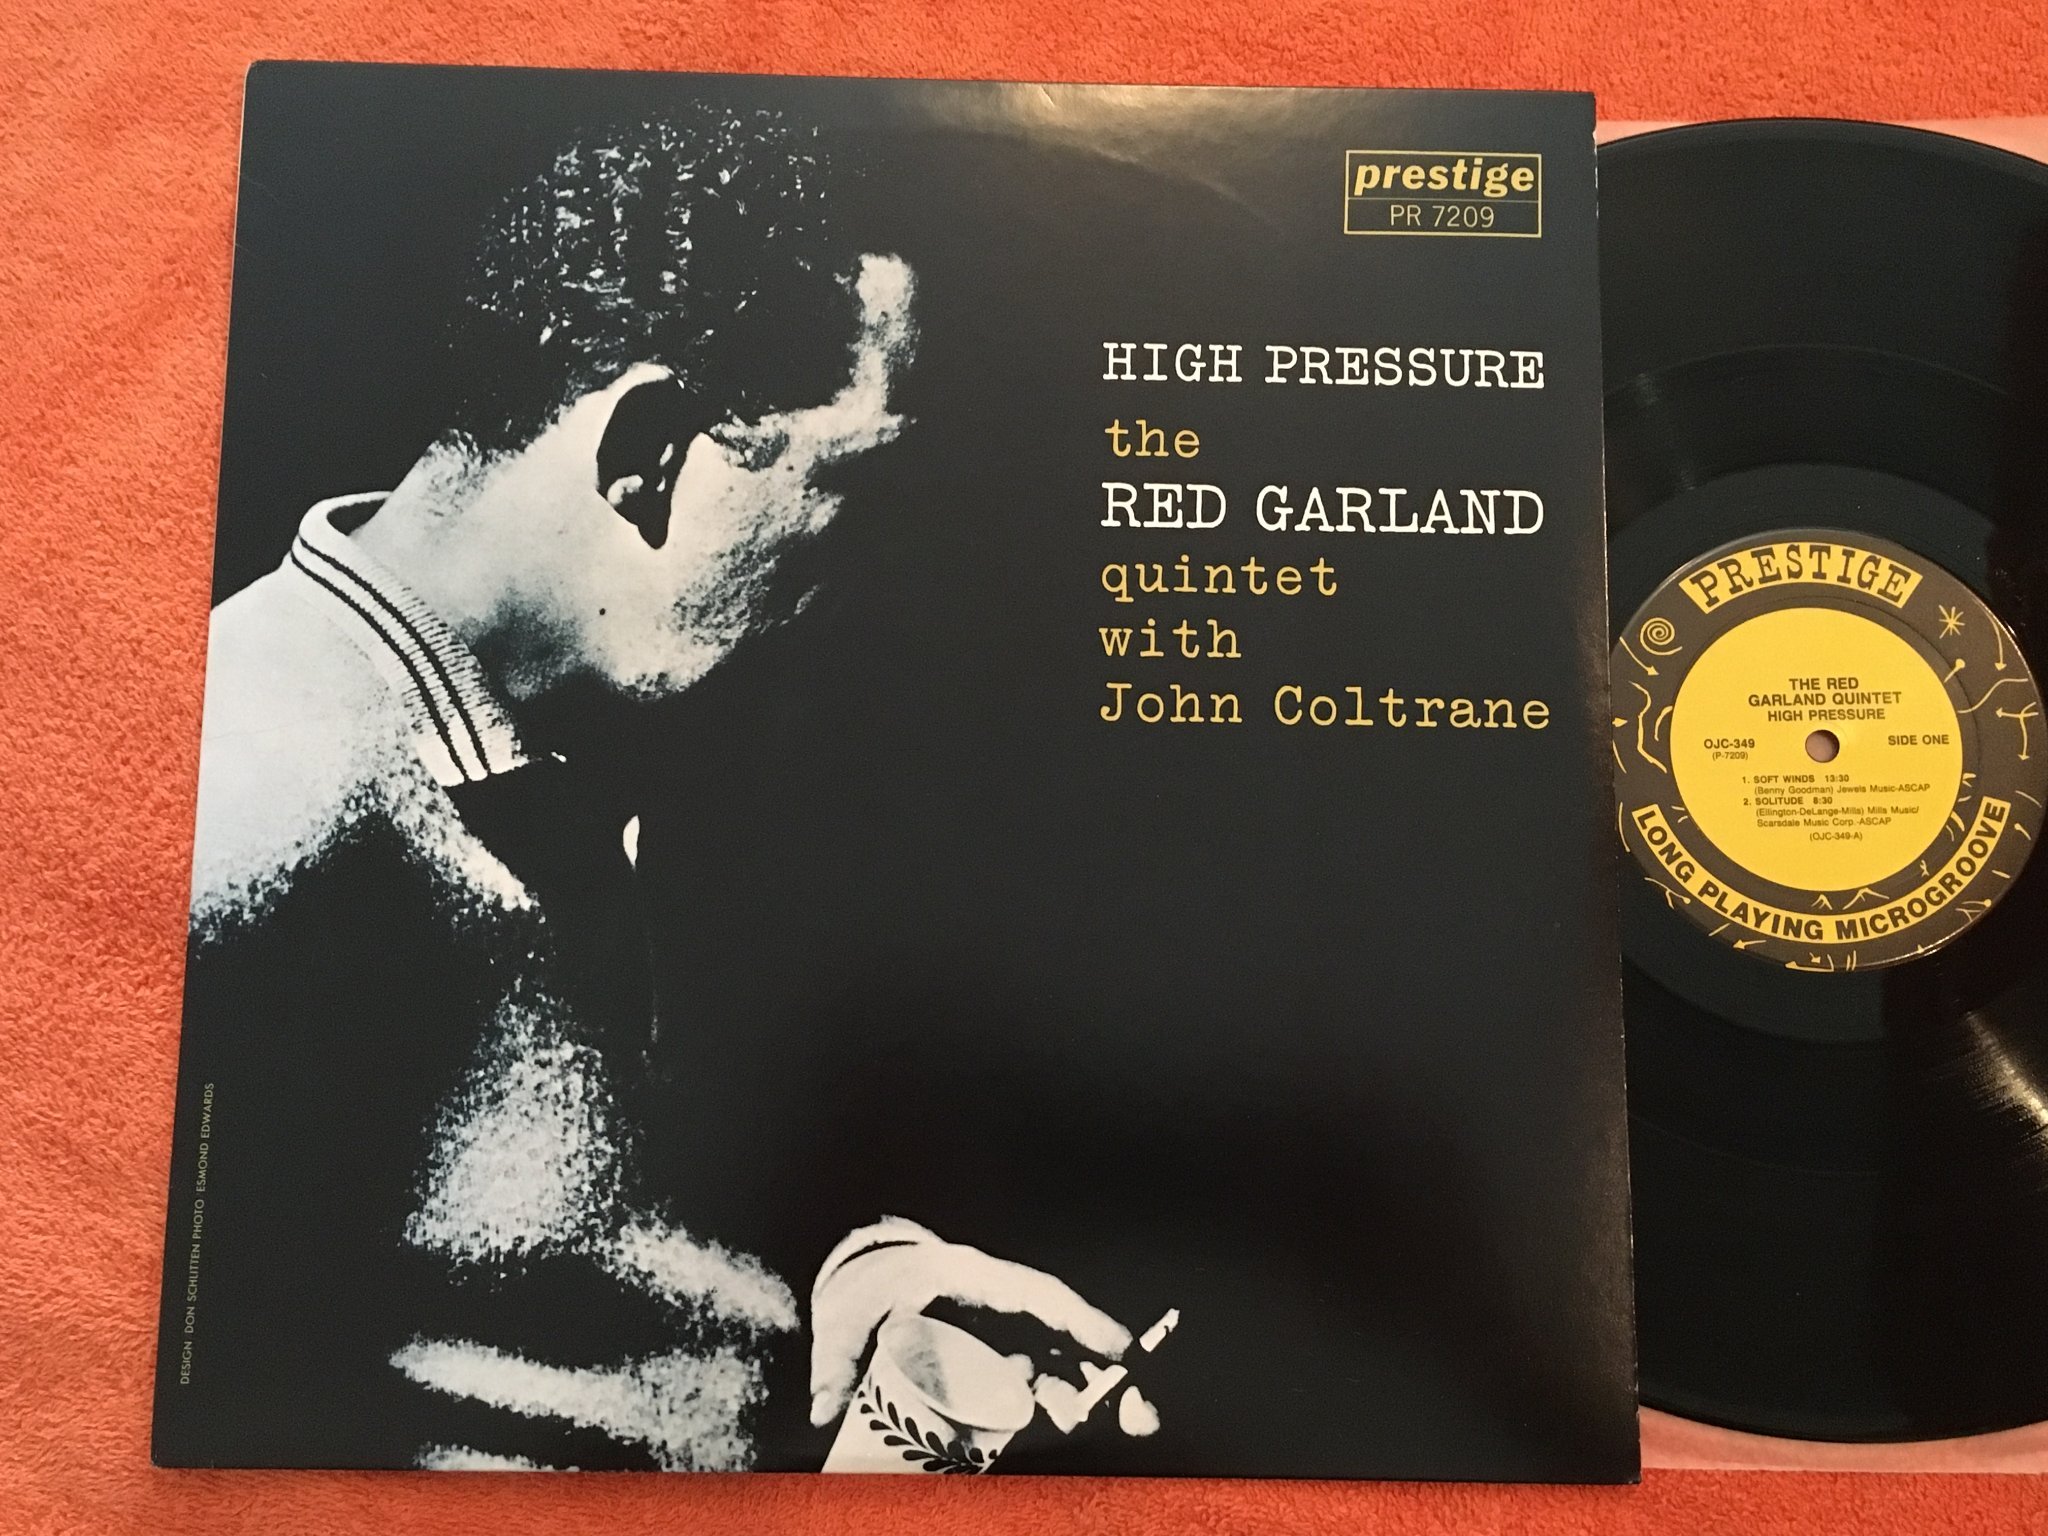 prestige
PR 7209
HIGH PRESSURE
the
RED GARLAND
quintet
with
John Coltrane
DESIGN DON SCHLITTEN PHOTO ESMOND EDWARDS
PRESTIGE
THE RED
GARLAND QUINTET
HIGH PRESSURE
OJC-349
(P-7209)
SIDE ONE
1. SOFT WINDS 13:30
(Benny Goodman) Jewels Music-ASCAP
2. SOLITUDE 8:30
(Ellington-DeLange-Mills) Mills Music/
Scarsdale Music Corp.-ASCAP
(OJC-349-A)
LONG PLAYING MICROGROOVE